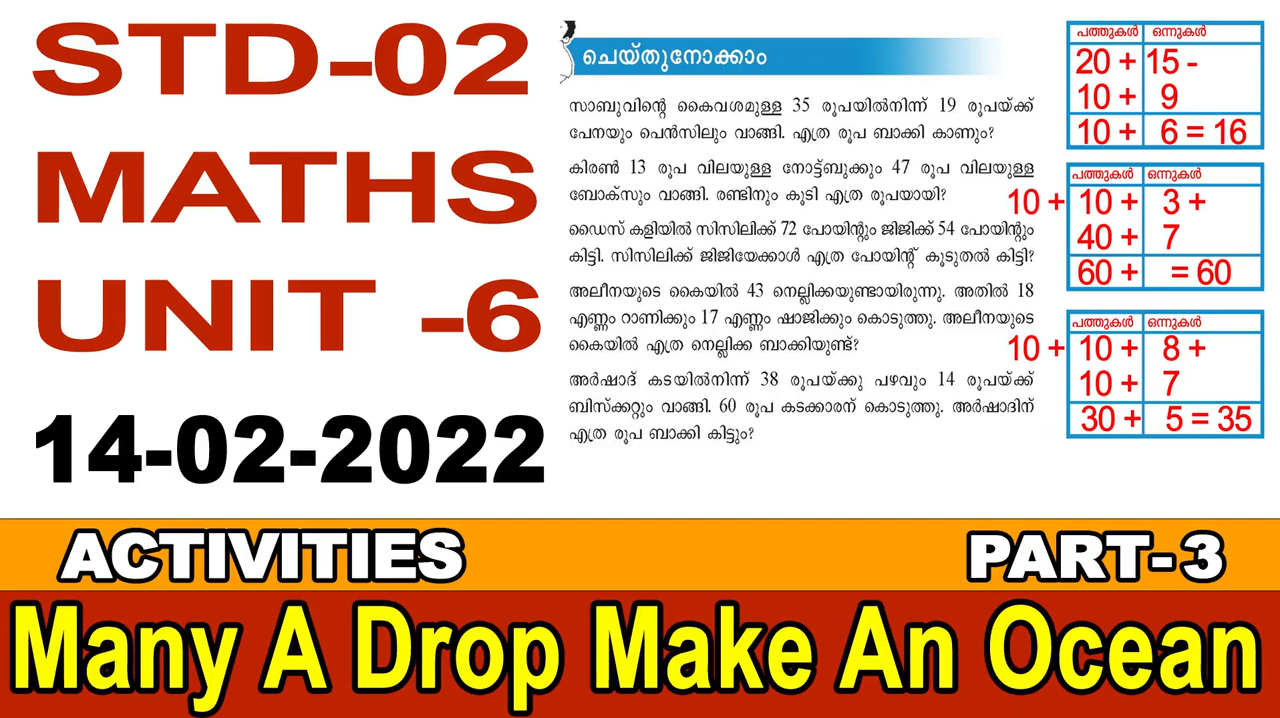 STD-02
MATHS
UNIT -6
14-02-2022
ചെയ്തുനോക്കാം
സാബുവിന്റെ കൈവശമുള്ള 35 രൂപയിൽനിന്ന് 19 രൂപയ്ക്ക്
പേനയും പെൻസിലും വാങ്ങി. എത്ര രൂപ ബാക്കി കാണും?
കിരൺ 13 രൂപ വിലയുള്ള നോട്ട്ബുക്കും 47 രൂപ വിലയുള്ള
ബോക്സും വാങ്ങി. രണ്ടിനും കൂടി എത്ര രൂപയായി?
ഡൈസ് കളിയിൽ സിസിലിക്ക് 72 പോയിന്റും ജിജിക്ക് 54 പോയിന്റും
കിട്ടി. സിസിലിക്ക് ജിജിയേക്കാൾ എത്ര പോയിന്റ് കൂടുതൽ കിട്ടി?
അലീനയുടെ കൈയിൽ 43 നെല്ലിക്കയുണ്ടായിരുന്നു. അതിൽ 18
എണ്ണം റാണിക്കും 17 എണ്ണം ഷാജിക്കും കൊടുത്തു. അലീനയുടെ
കൈയിൽ എത്ര നെല്ലിക്ക ബാക്കിയുണ്ട്?
അർഷാദ് കടയിൽനിന്ന് 38 രൂപയ്ക്കു പഴവും 14 രൂപയ്ക്ക്
ബിസ്ക്കറ്റും വാങ്ങി. 60 രൂപ കടക്കാരന് കൊടുത്തു. അർഷാദിന്
എത്ര രൂപ ബാക്കി കിട്ടും?
പത്തുകൾ ഒന്നുകൾ
20 + 15 -
10 + 9
10 + 6 = 16
പത്തുകൾ ഒന്നുകൾ
10 + 10 + 3 +
40 + 7
60 + = 60
പത്തുകൾ ഒന്നുകൾ
10 + 10 + 8 +
10 + 7
30 + 5 = 35
ACTIVITIES
PART-3
Many A Drop Make An Ocean